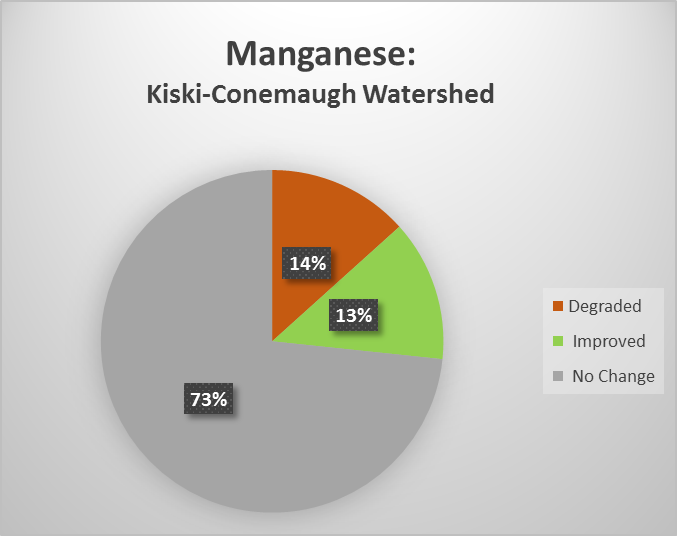 Manganese:
Kiski-Conemaugh Watershed
14%
13%
73%
Degraded
Improved
No Change